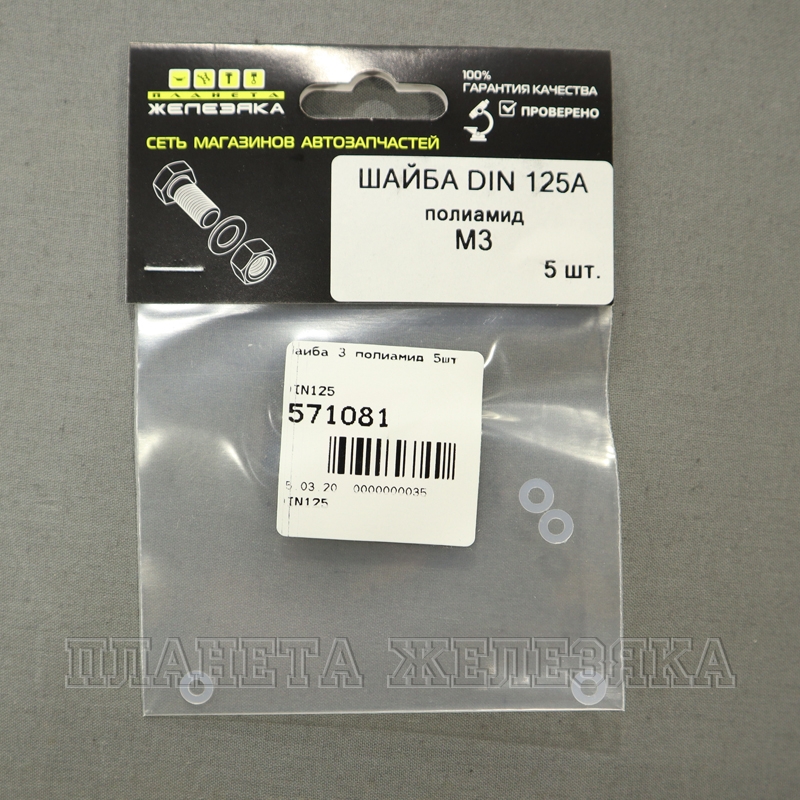 ПЛАНЕТА
ЖЕЛЕЗЯКА
СЕТЬ МАГАЗИНОВ АВТОЗАПЧАСТЕЙ
100%
ГАРАНТИЯ КАЧЕСТВА
ПРОВЕРЕНО
ШАЙБА DIN 125A
полиамид
М3
5 шт.
айба 3 полиамид 5шт
IN125
571081
5 03 20 0000000035
IN125
ПЛАНЕТА ЖЕЛЕЗЯКА